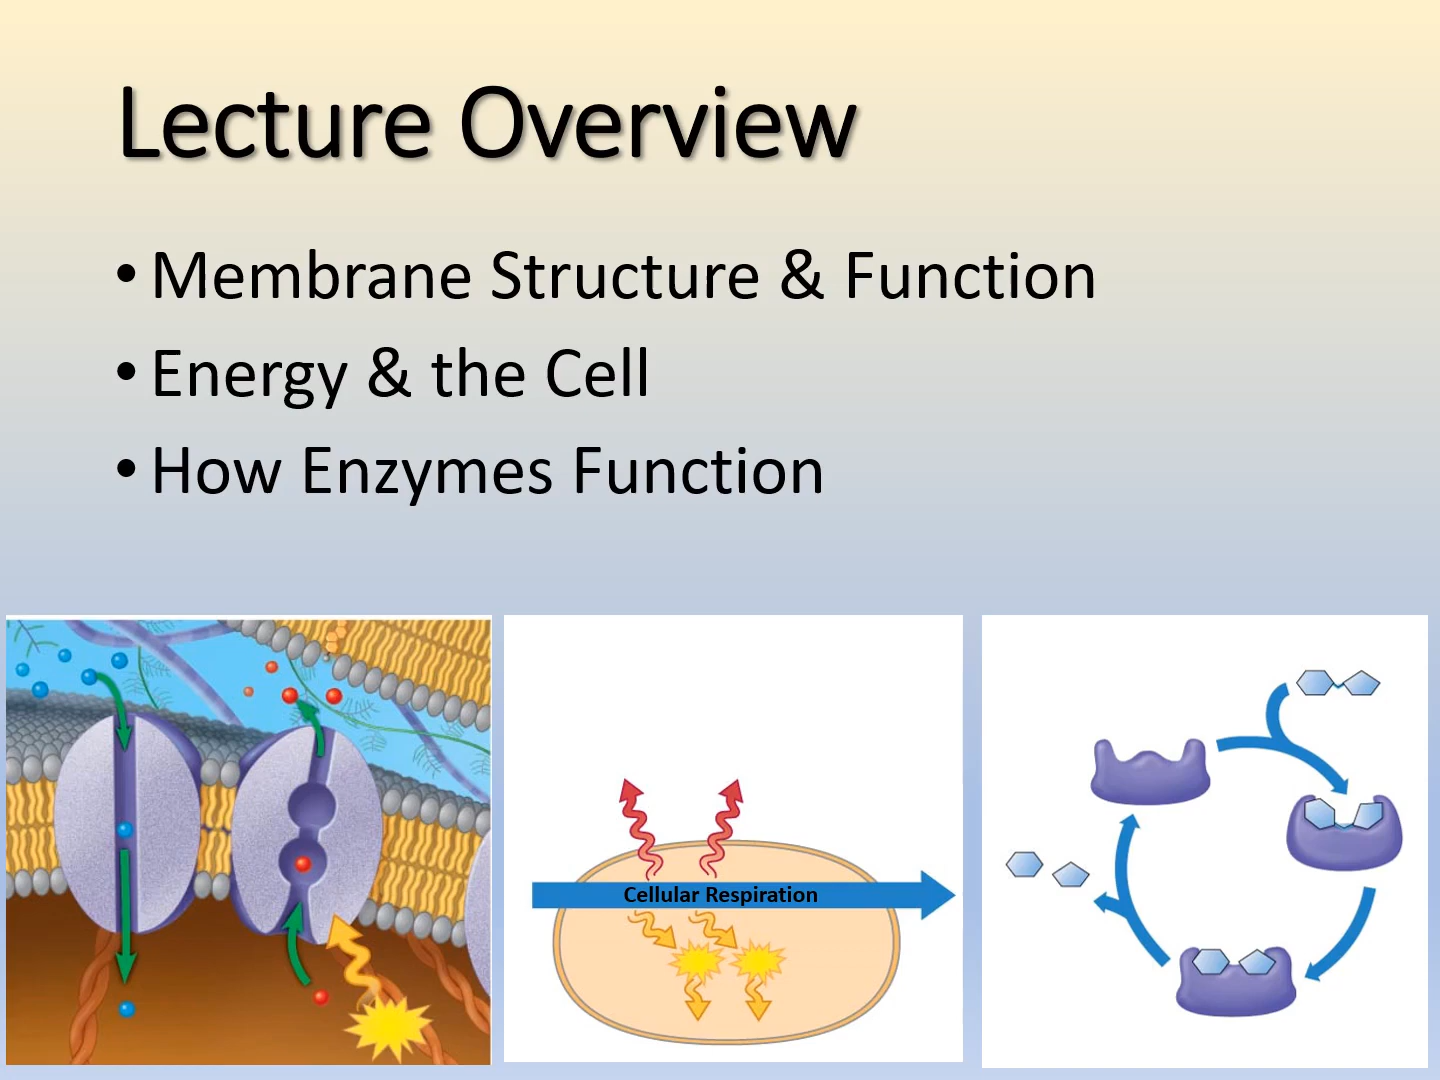 Lecture Overview
• Membrane Structure & Function
• Energy & the Cell
• How Enzymes Function
Cellular Respiration